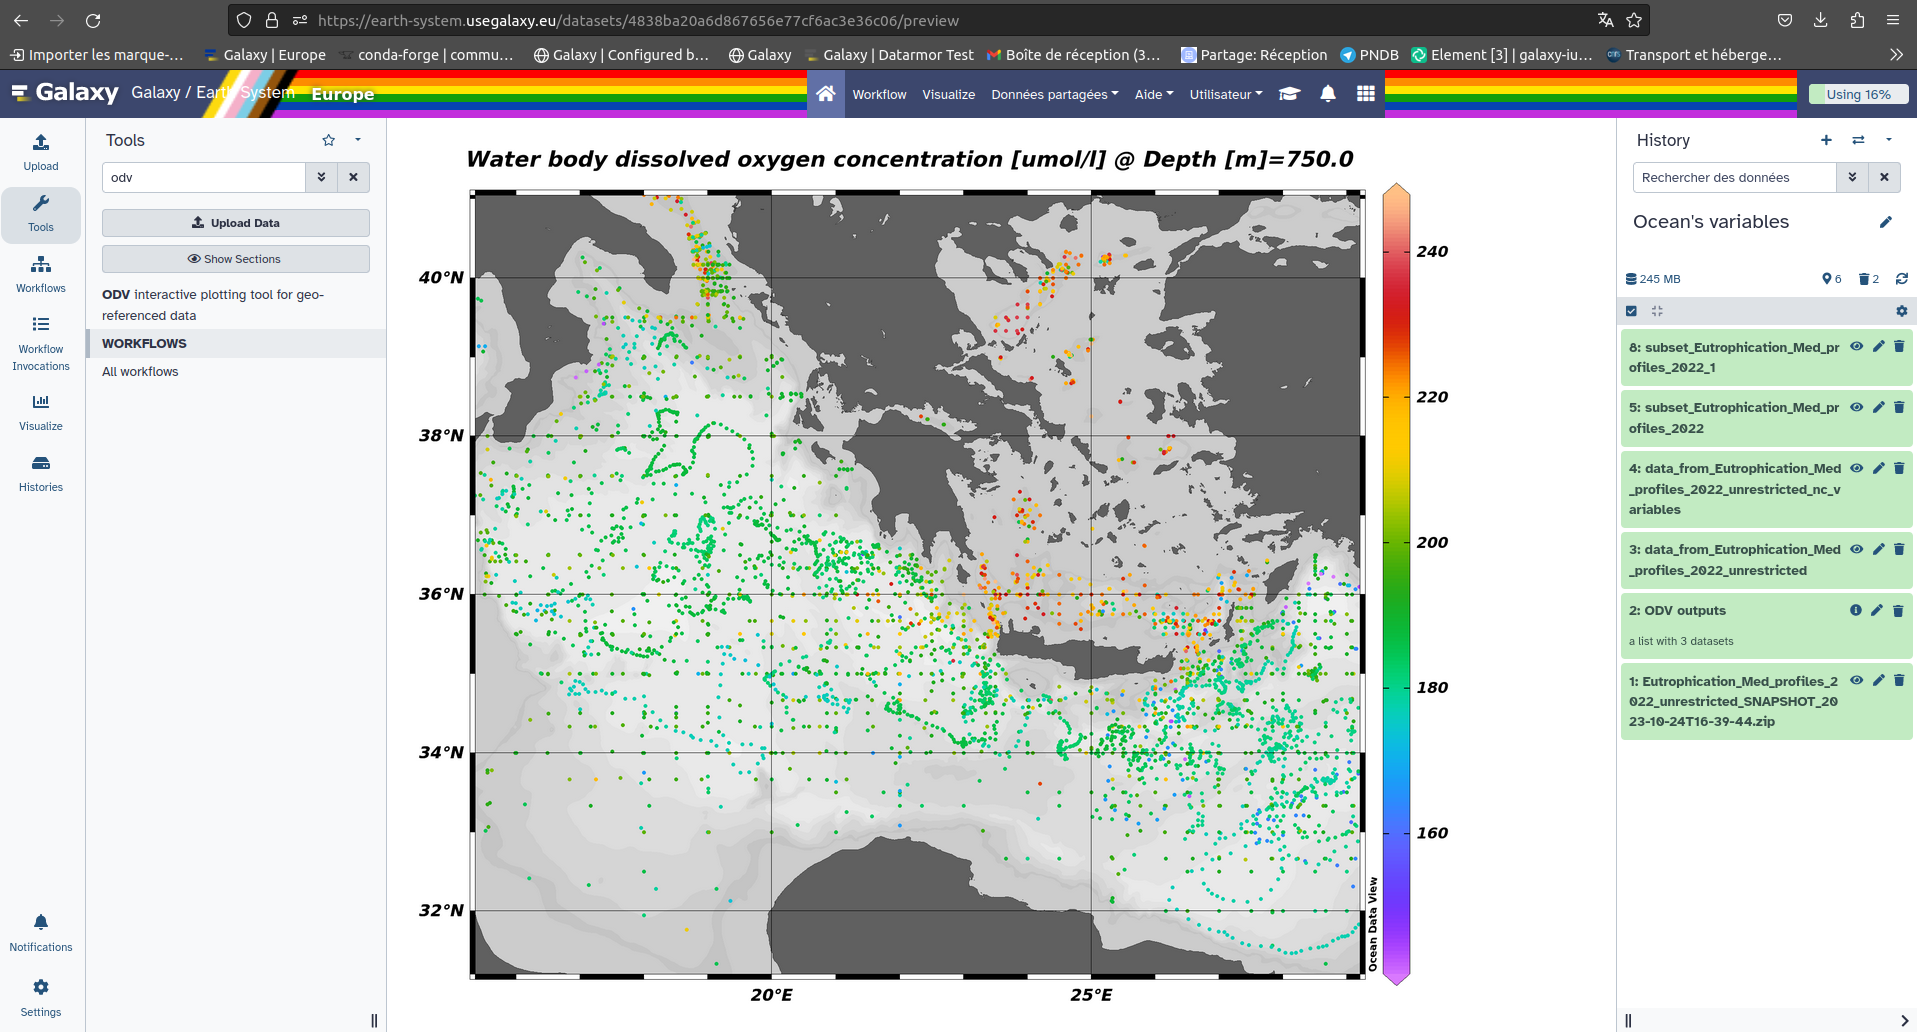 https://earth-system.usegalaxy.eu/datasets/4838ba20a6d867656e77cf6ac3e36c06/preview
Importer les marque-…
Galaxy | Europe
conda-forge | commu…
Galaxy | Configured b…
Galaxy
Galaxy | Datarmor Test
Boîte de réception (3…
Partage: Réception
PNDB
Element [3] | galaxy-iu…
Transport et héberge…
Galaxy
Galaxy / Earth System
Europe
Workflow
Visualize
Données partagées
Aide
Utilisateur
Using 16%
Upload
Tools
Workflows
Workflow
Invocations
Visualize
Histories
Notifications
Settings
Tools
odv
Upload Data
Show Sections
ODV interactive plotting tool for geo-
referenced data
WORKFLOWS
All workflows
Water body dissolved oxygen concentration [umol/l] @ Depth [m]=750.0
40°N
38°N
36°N
34°N
32°N
20°E
25°E
240
220
200
180
160
Ocean Data View
History
Rechercher des données
Ocean's variables
245 MB
6
2
8: subset_Eutrophication_Med_pr
ofiles_2022_1
5: subset_Eutrophication_Med_pr
ofiles_2022
4: data_from_Eutrophication_Med
_profiles_2022_unrestricted_nc_v
ariables
3: data_from_Eutrophication_Med
_profiles_2022_unrestricted
2: ODV outputs
a list with 3 datasets
1: Eutrophication_Med_profiles_2
022_unrestricted_SNAPSHOT_20
23-10-24T16-39-44.zip